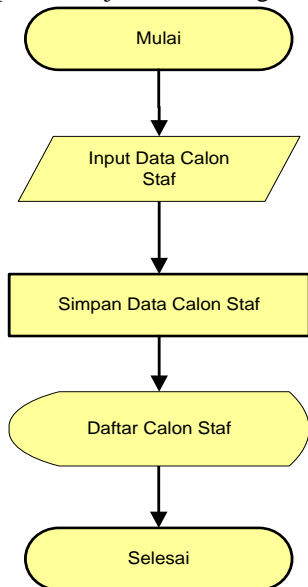 Mulai
Input Data Calon
Staf
Simpan Data Calon Staf
Daftar Calon Staf
Selesai